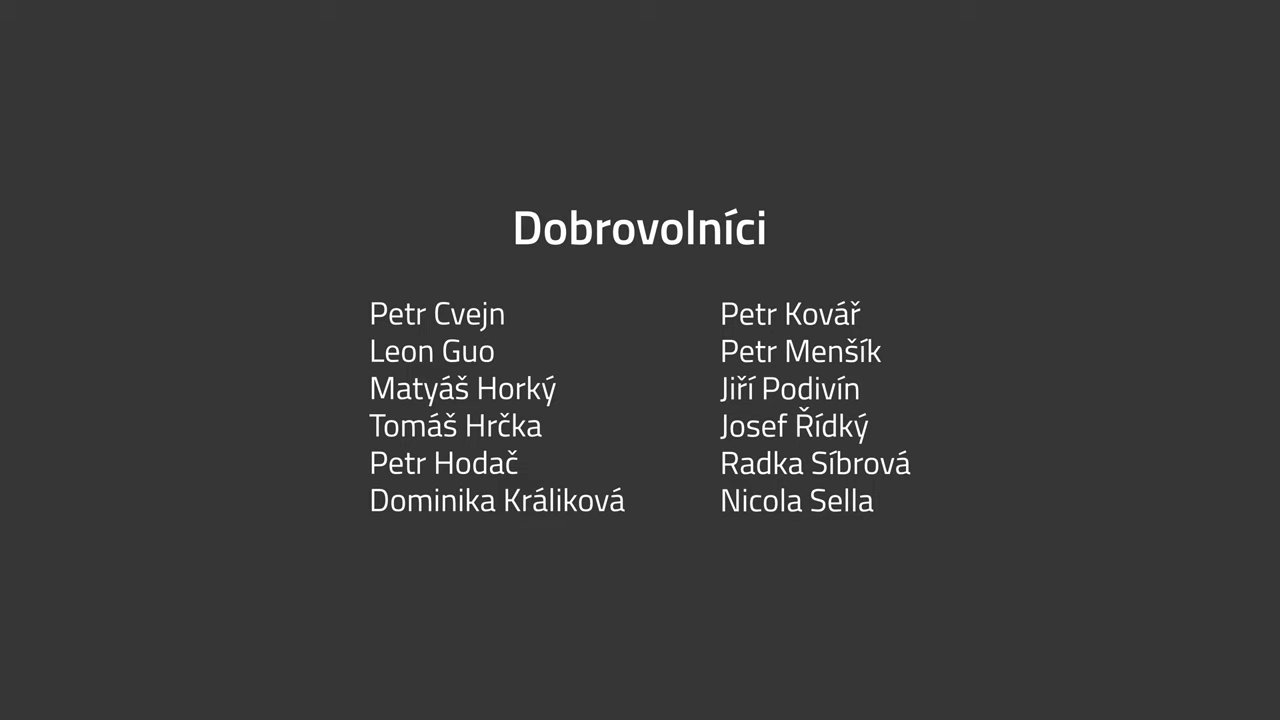 Dobrovolníci
Petr Cvejn
Leon Guo
Matyáš Horký
Tomáš Hrčka
Petr Hodač
Dominika Králiková
Petr Kovář
Petr Menšík
Jiří Podivín
Josef Řídký
Radka Síbrová
Nicola Sella